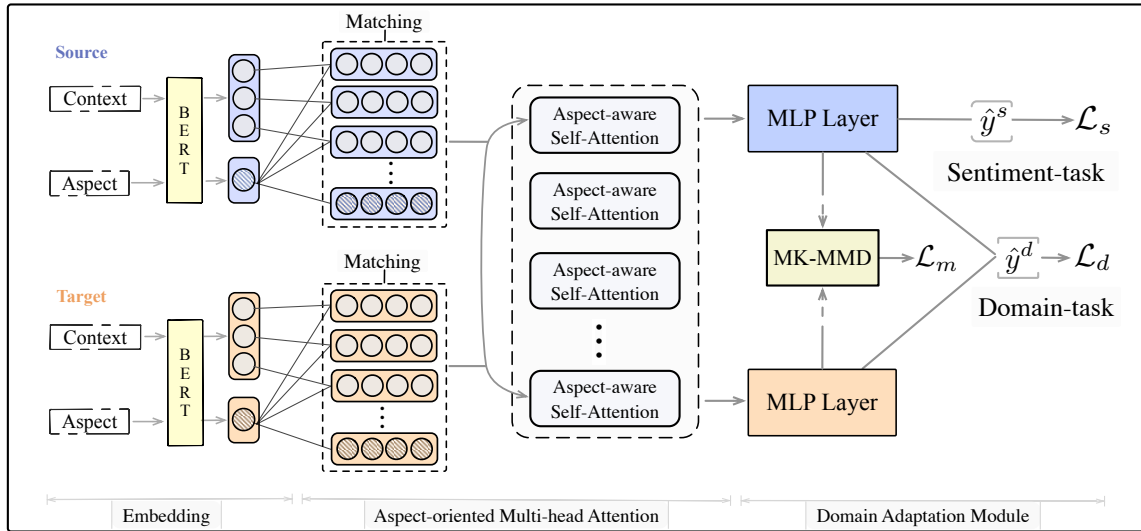 Matching
Source
Context
BERT
Aspect
Aspect-aware
Self-Attention
Aspect-aware
Self-Attention
Aspect-aware
Self-Attention
Aspect-aware
Self-Attention
MLP Layer
ŷ^s
ℒ_s
Sentiment-task
MK-MMD
ℒ_m
ŷ^d
ℒ_d
Domain-task
Matching
Target
Context
BERT
Aspect
MLP Layer
Embedding
Aspect-oriented Multi-head Attention
Domain Adaptation Module